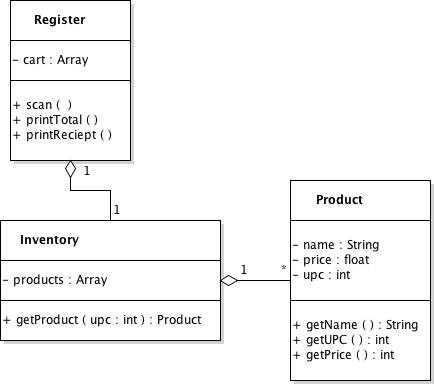 Register
- cart : Array
+ scan (  )
+ printTotal ( )
+ printReciept ( )
1
1
Inventory
- products : Array
+ getProduct ( upc : int ) : Product
1
*
Product
- name : String
- price : float
- upc : int
+ getName ( ) : String
+ getUPC ( ) : int
+ getPrice ( ) : int